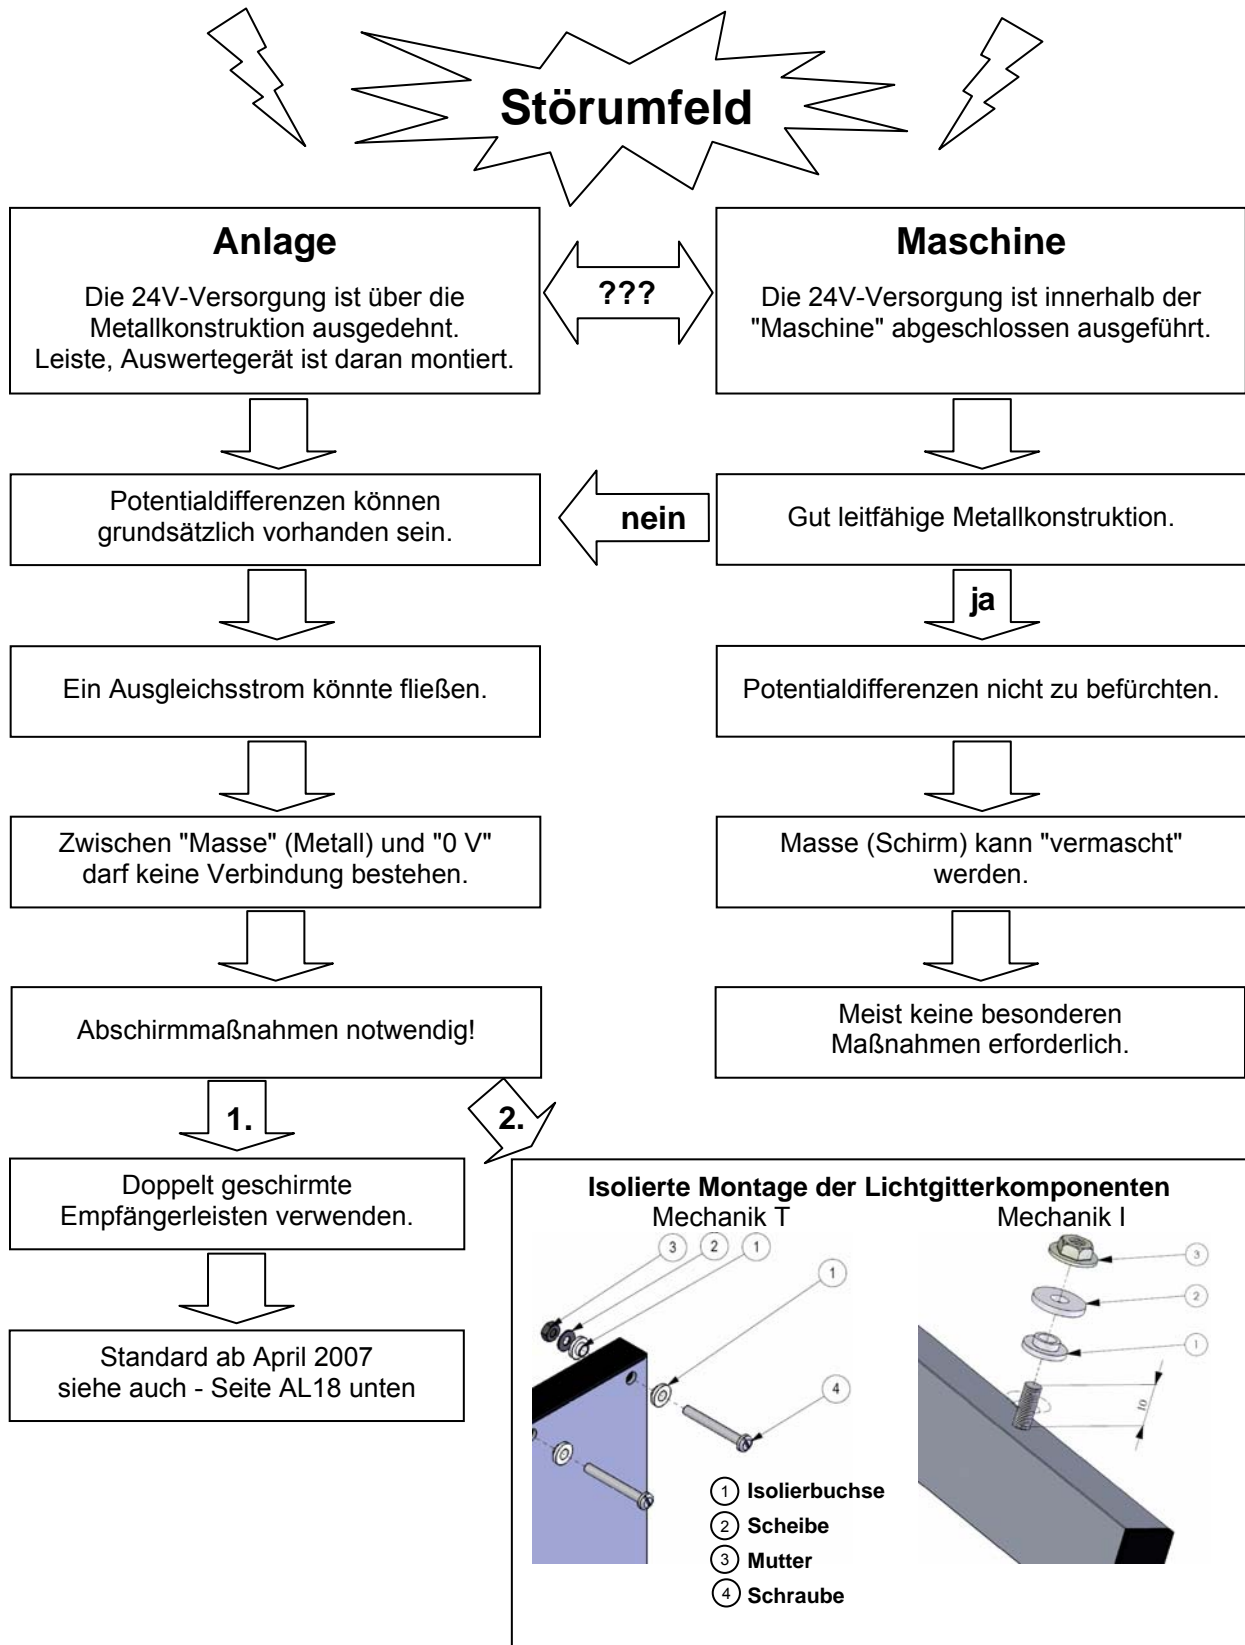 Störumfeld
Anlage
Die 24V-Versorgung ist über die
Metallkonstruktion ausgedehnt.
Leiste, Auswertegerät ist daran montiert.
???
Maschine
Die 24V-Versorgung ist innerhalb der
"Maschine" abgeschlossen ausgeführt.
Potentialdifferenzen können
grundsätzlich vorhanden sein.
nein
Gut leitfähige Metallkonstruktion.
ja
Ein Ausgleichsstrom könnte fließen.
Potentialdifferenzen nicht zu befürchten.
Zwischen "Masse" (Metall) und "0 V"
darf keine Verbindung bestehen.
Masse (Schirm) kann "vermascht"
werden.
Abschirmmaßnahmen notwendig!
Meist keine besonderen
Maßnahmen erforderlich.
1.
2.
Doppelt geschirmte
Empfängerleisten verwenden.
Standard ab April 2007
siehe auch - Seite AL18 unten
Isolierte Montage der Lichtgitterkomponenten
Mechanik T
3
2
1
1
4
Mechanik I
3
2
1
10
1 Isolierbuchse
2 Scheibe
3 Mutter
4 Schraube